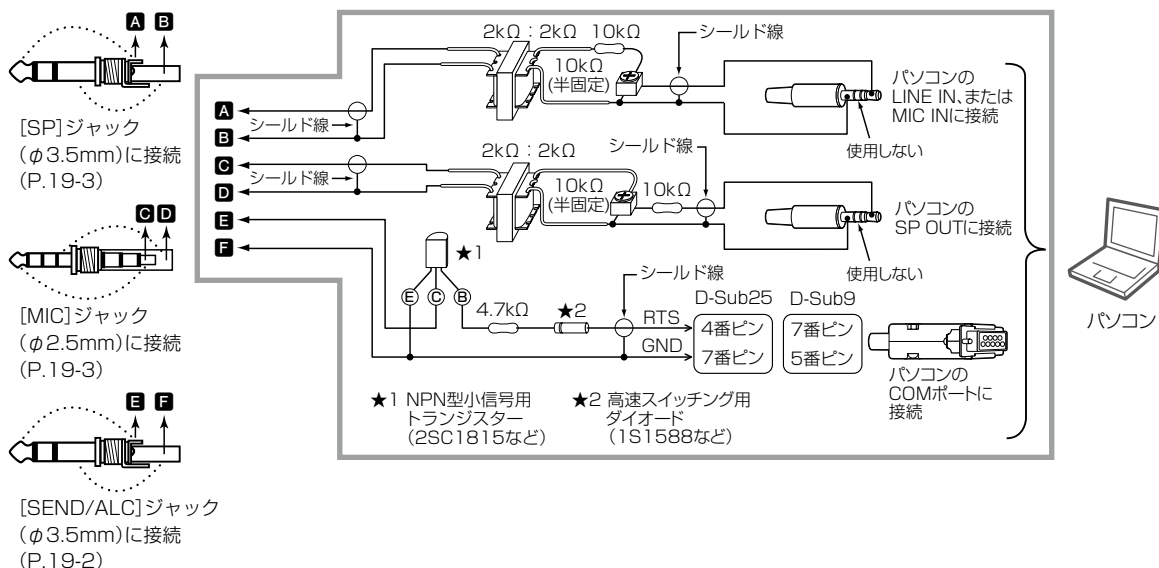 A B
[SP]ジャック
(φ3.5mm)に接続
(P.19-3)
C D
[MIC]ジャック
(φ2.5mm)に接続
(P.19-3)
E F
[SEND/ALC]ジャック
(φ3.5mm)に接続
(P.19-2)
A
B
C
D
E
F
シールド線
シールド線
2kΩ:2kΩ 10kΩ
シールド線
10kΩ
(半固定)
パソコンの
LINE IN、または
MIC INに接続
使用しない
2kΩ:2kΩ
シールド線
10kΩ
(半固定)
10kΩ
パソコンの
SP OUTに接続
使用しない
★1
E C B
4.7kΩ
★2
シールド線
RTS
GND
D-Sub25 D-Sub9
4番ピン 7番ピン
7番ピン 5番ピン
パソコンの
COMポートに
接続
★1 NPN型小信号用
トランジスター
(2SC1815など)
★2 高速スイッチング用
ダイオード
(1S1588など)
パソコン